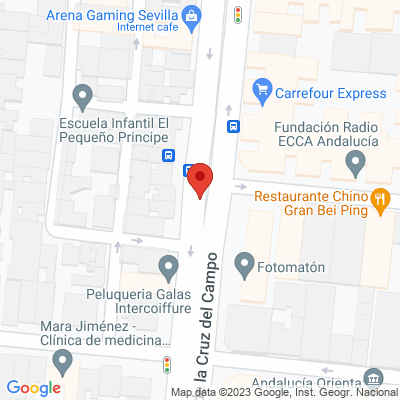 Arena Gaming Sevilla
Internet cafe
Carrefour Express
Escuela Infantil El
Pequeño Principe
Fundación Radio
ECCA Andalucía
Restaurante Chino
Gran Bei Ping
Fotomatón
Peluqueria Galas
Intercoiffure
la Cruz del Campo
Mara Jiménez -
Clínica de medicina...
Andalucía Orienta
Google
Map data ©2023 Google, Inst. Geogr. Nacional